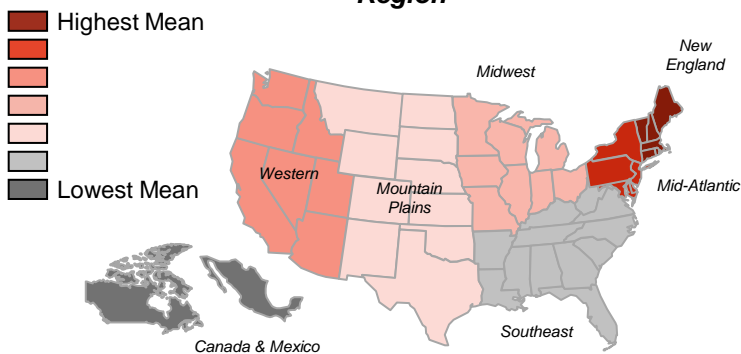 Region
Highest Mean
Lowest Mean
New
England
Midwest
Western
Mountain
Plains
Mid-Atlantic
Southeast
Canada & Mexico